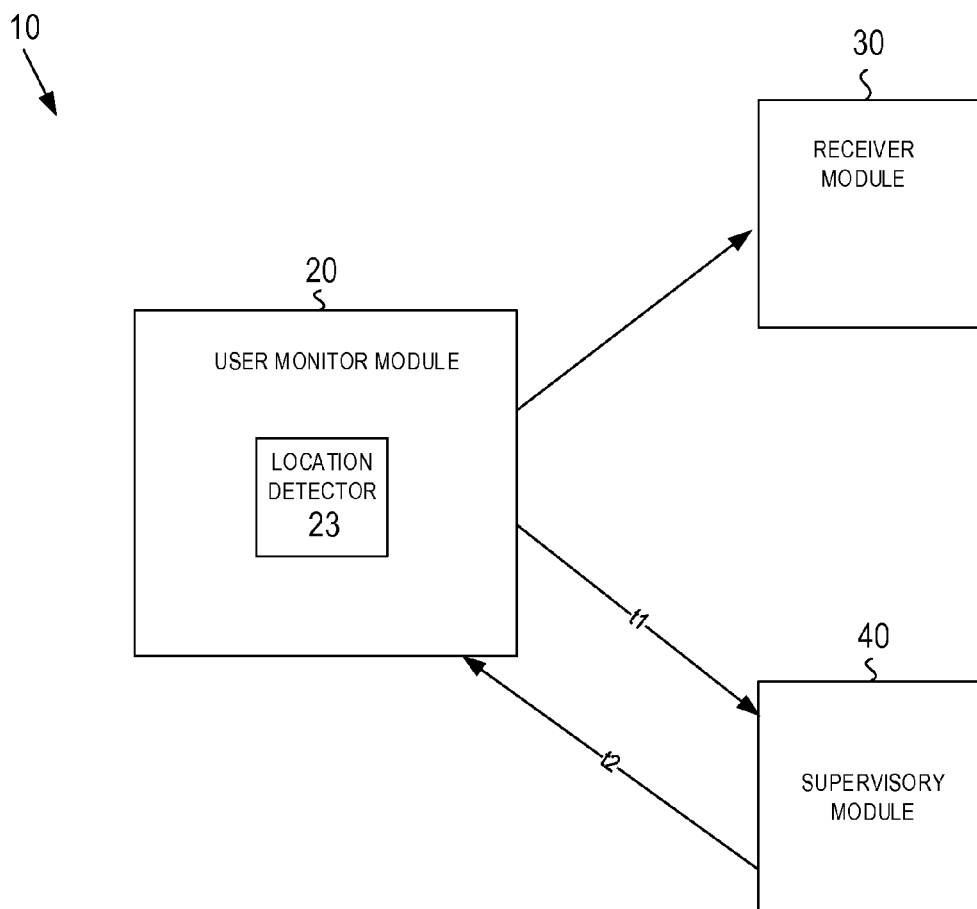 10
30
RECEIVER
MODULE
20
USER MONITOR MODULE
LOCATION
DETECTOR
23
t1
40
t2
SUPERVISORY
MODULE